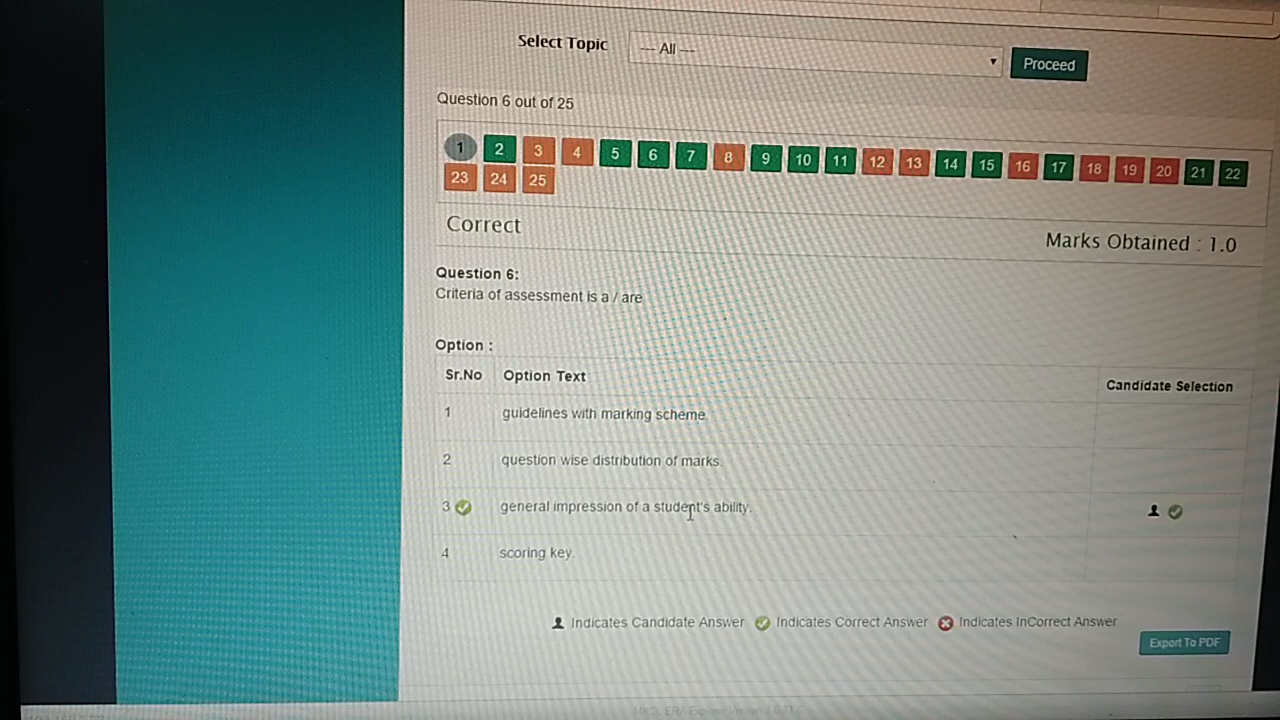 Select Topic --- All --- Proceed
Question 6 out of 25
1 2 3 4 5 6 7 8 9 10 11 12 13 14 15 16 17 18 19 20 21 22
23 24 25
Correct Marks Obtained : 1.0
Question 6:
Criteria of assessment is a / are
Option :
Sr.No Option Text Candidate Selection
1 guidelines with marking scheme.
2 question wise distribution of marks.
3 general impression of a student's ability.
4 scoring key.
Indicates Candidate Answer Indicates Correct Answer Indicates InCorrect Answer
Export To PDF